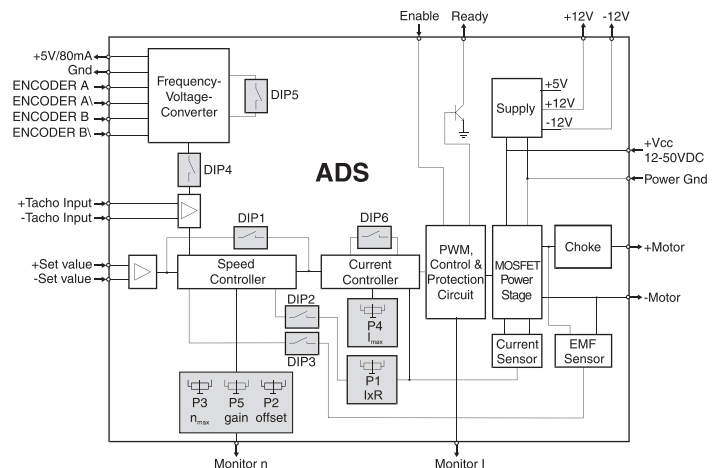 Enable
Ready
+12V
-12V
+5V/80mA
Gnd
ENCODER A
ENCODER A\
ENCODER B
ENCODER B\
Frequency-
Voltage-
Converter
DIP5
DIP4
Supply
+5V
+12V
-12V
+Vcc
12-50VDC
Power Gnd
ADS
+Tacho Input
-Tacho Input
DIP1
DIP6
+Set value
-Set value
Speed
Controller
Current
Controller
PWM,
Control &
Protection
Circuit
MOSFET
Power
Stage
Choke
+Motor
-Motor
DIP2
DIP3
P4
Imax
P1
IxR
Current
Sensor
EMF
Sensor
P3
nmax
P5
gain
P2
offset
Monitor n
Monitor I